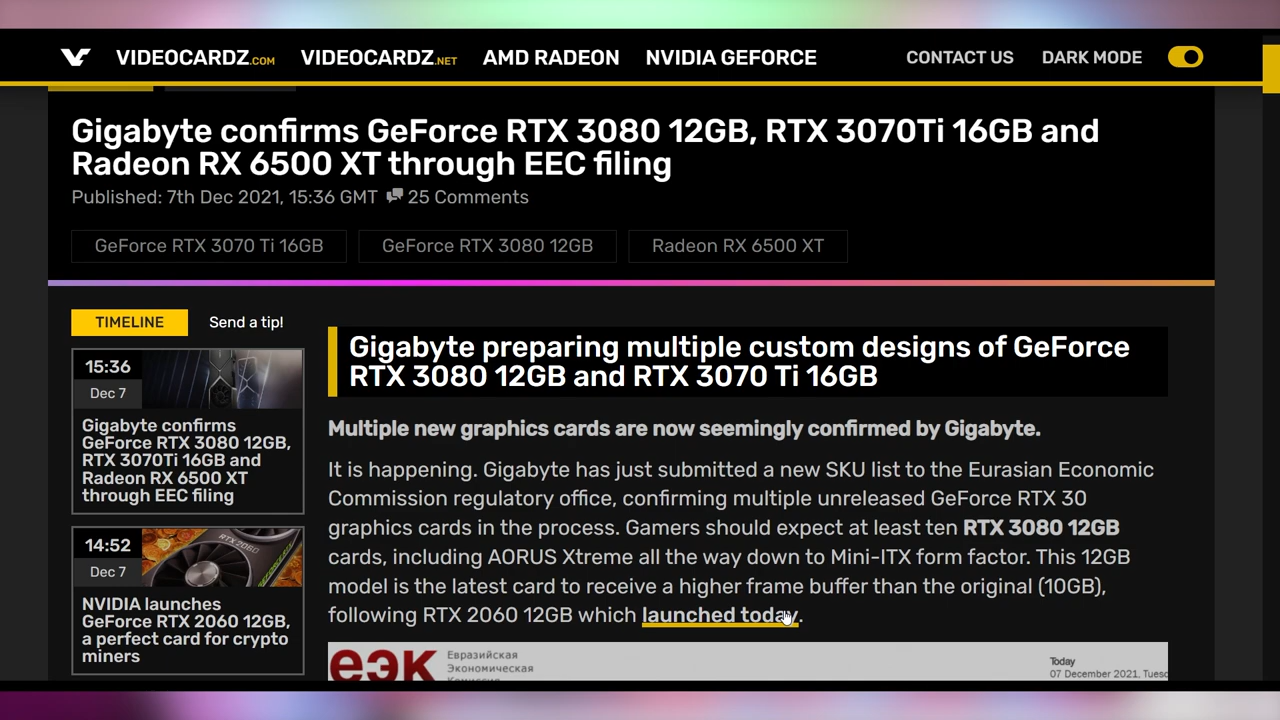 VIDEOCARDZ.COM VIDEOCARDZ.NET AMD RADEON NVIDIA GEFORCE CONTACT US DARK MODE
Gigabyte confirms GeForce RTX 3080 12GB, RTX 3070Ti 16GB and
Radeon RX 6500 XT through EEC filing
Published: 7th Dec 2021, 15:36 GMT 25 Comments
GeForce RTX 3070 Ti 16GB GeForce RTX 3080 12GB Radeon RX 6500 XT
TIMELINE Send a tip!
15:36
Dec 7
Gigabyte confirms
GeForce RTX 3080 12GB,
RTX 3070Ti 16GB and
Radeon RX 6500 XT
through EEC filing
14:52
Dec 7
RTX 2060
NVIDIA launches
GeForce RTX 2060 12GB,
a perfect card for crypto
miners
Gigabyte preparing multiple custom designs of GeForce
RTX 3080 12GB and RTX 3070 Ti 16GB
Multiple new graphics cards are now seemingly confirmed by Gigabyte.
It is happening. Gigabyte has just submitted a new SKU list to the Eurasian Economic
Commission regulatory office, confirming multiple unreleased GeForce RTX 30
graphics cards in the process. Gamers should expect at least ten RTX 3080 12GB
cards, including AORUS Xtreme all the way down to Mini-ITX form factor. This 12GB
model is the latest card to receive a higher frame buffer than the original (10GB),
following RTX 2060 12GB which launched today.
еэк Евразийская
Экономическая
Today
07 December 2021,